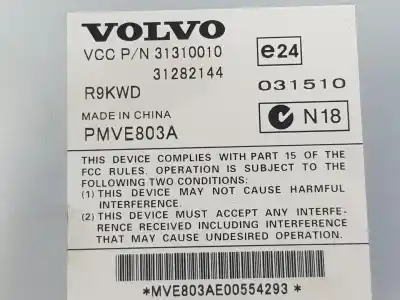 VOLVO
VCC P/N 31310010
31282144
e24
R9KWD
031510
MADE IN CHINA
N18
PMVE803A
THIS DEVICE COMPLIES WITH PART 15 OF THE
FCC RULES. OPERATION IS SUBJECT TO THE
FOLLOWING TWO CONDITIONS:
(1) THIS DEVICE MAY NOT CAUSE HARMFUL
INTERFERENCE.
(2) THIS DEVICE MUST ACCEPT ANY INTERFE-
RENCE RECEIVED INCLUDING INTERFERENCE
THAT MAY CAUSE UNDESIRED OPERATION.
*MVE803AE00554293*